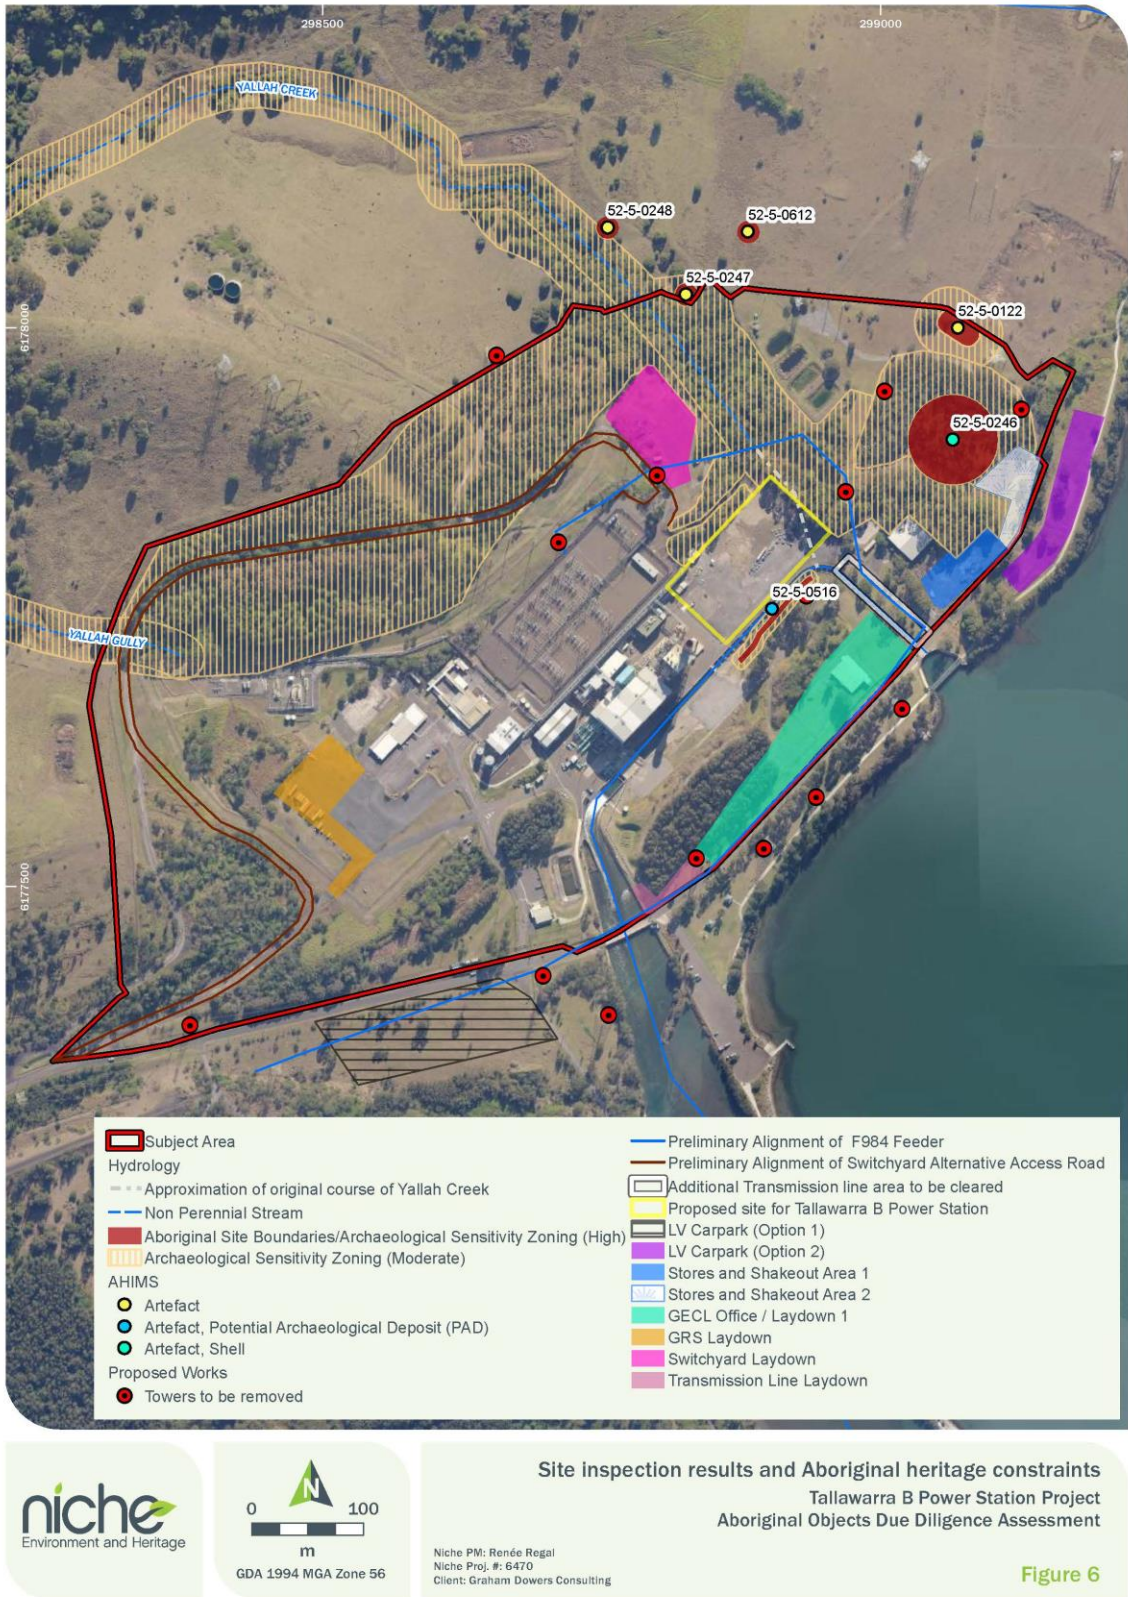 298500
299000
YALLAH CREEK
52-5-0248
52-5-0612
52-5-0247
52-5-0122
6178000
52-5-0246
52-5-0516
YALLAH GULLY
6177500
Subject Area
Hydrology
Approximation of original course of Yallah Creek
Non Perennial Stream
Aboriginal Site Boundaries/Archaeological Sensitivity Zoning (High)
Archaeological Sensitivity Zoning (Moderate)
AHIMS
Artefact
Artefact, Potential Archaeological Deposit (PAD)
Artefact, Shell
Proposed Works
Towers to be removed
Preliminary Alignment of F984 Feeder
Preliminary Alignment of Switchyard Alternative Access Road
Additional Transmission line area to be cleared
Proposed site for Tallawarra B Power Station
LV Carpark (Option 1)
LV Carpark (Option 2)
Stores and Shakeout Area 1
Stores and Shakeout Area 2
GECL Office / Laydown 1
GRS Laydown
Switchyard Laydown
Transmission Line Laydown
niche
Environment and Heritage
N
0 100
m
GDA 1994 MGA Zone 56
Site inspection results and Aboriginal heritage constraints
Tallawarra B Power Station Project
Aboriginal Objects Due Diligence Assessment
Niche PM: Renée Regal
Niche Proj. #: 6470
Client: Graham Dowers Consulting
Figure 6